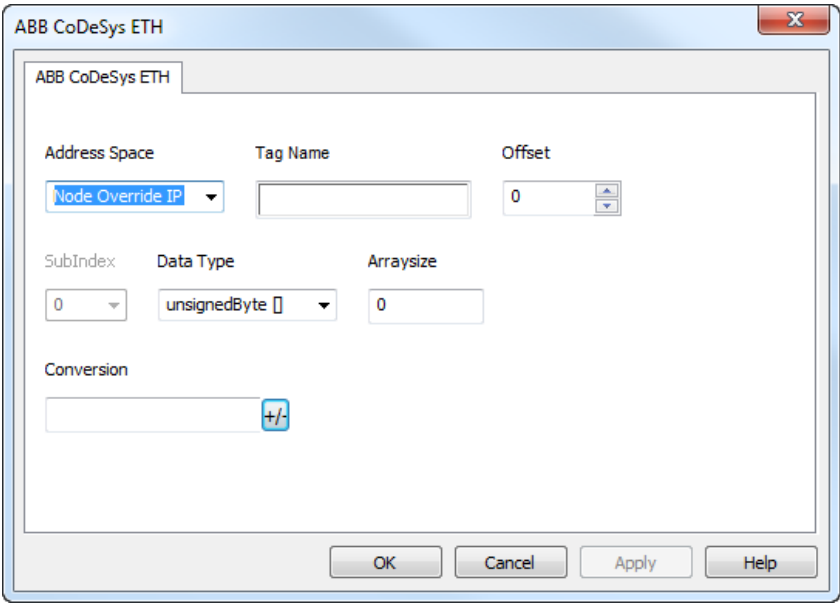 ABB CoDeSys ETH
ABB CoDeSys ETH
Address Space Tag Name Offset
Node Override IP 0
SubIndex Data Type Arraysize
0 unsignedByte [] 0
Conversion
+/-
OK Cancel Apply Help